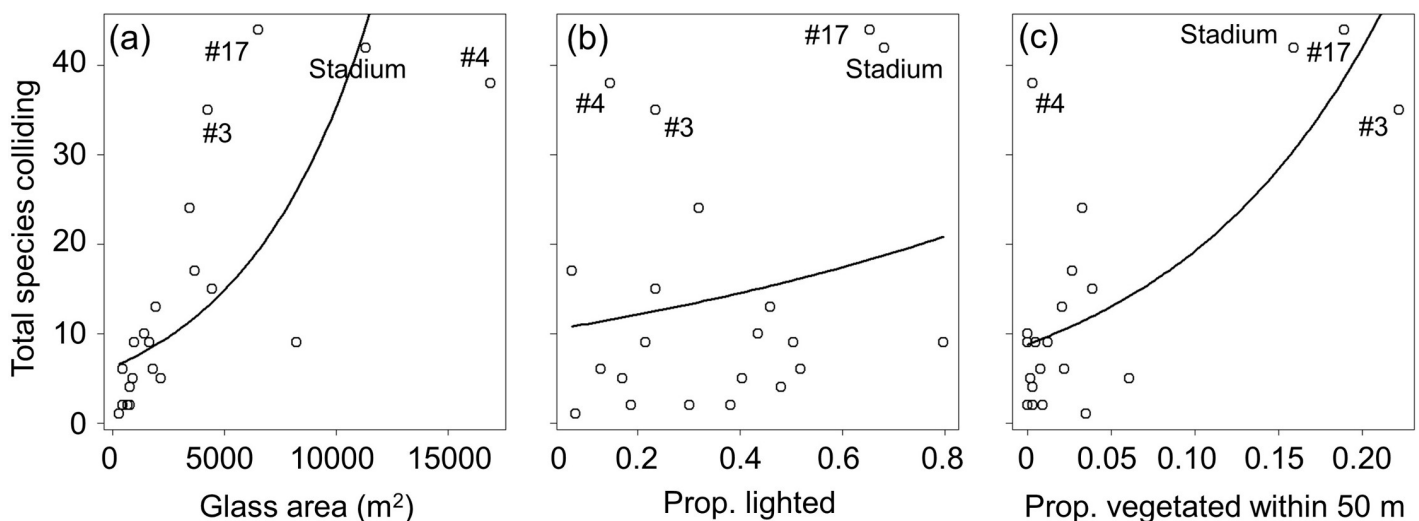 Total species colliding
40
30
20
10
0
(a)
#17
Stadium
#4
#3
0 5000 10000 15000
Glass area (m²)
(b)
#17
Stadium
#4
#3
0 0.2 0.4 0.6 0.8
Prop. lighted
(c)
Stadium
#17
#4
#3
0 0.05 0.10 0.15 0.20
Prop. vegetated within 50 m